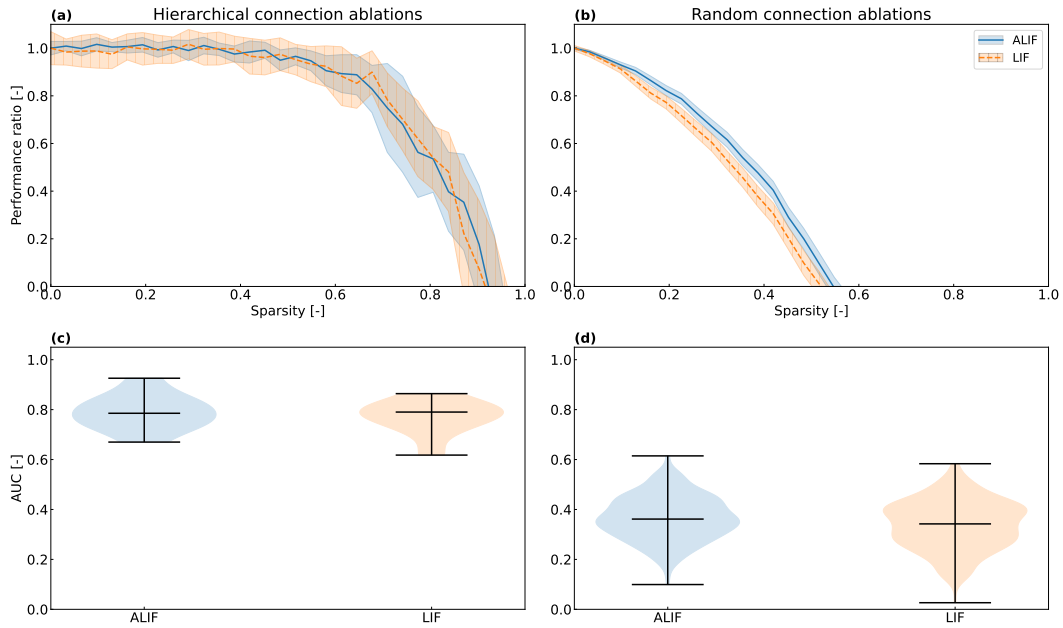 (a)
Hierarchical connection ablations
(b)
Random connection ablations
1.0
0.8
0.6
0.4
0.2
0.0
Performance ratio [-]
0.0 0.2 0.4 0.6 0.8 1.0
Sparsity [-]
1.0
0.8
0.6
0.4
0.2
0.0
ALIF
LIF
0.0 0.2 0.4 0.6 0.8 1.0
Sparsity [-]
(c)
(d)
1.0
0.8
0.6
0.4
0.2
0.0
AUC [-]
ALIF LIF
1.0
0.8
0.6
0.4
0.2
0.0
ALIF LIF